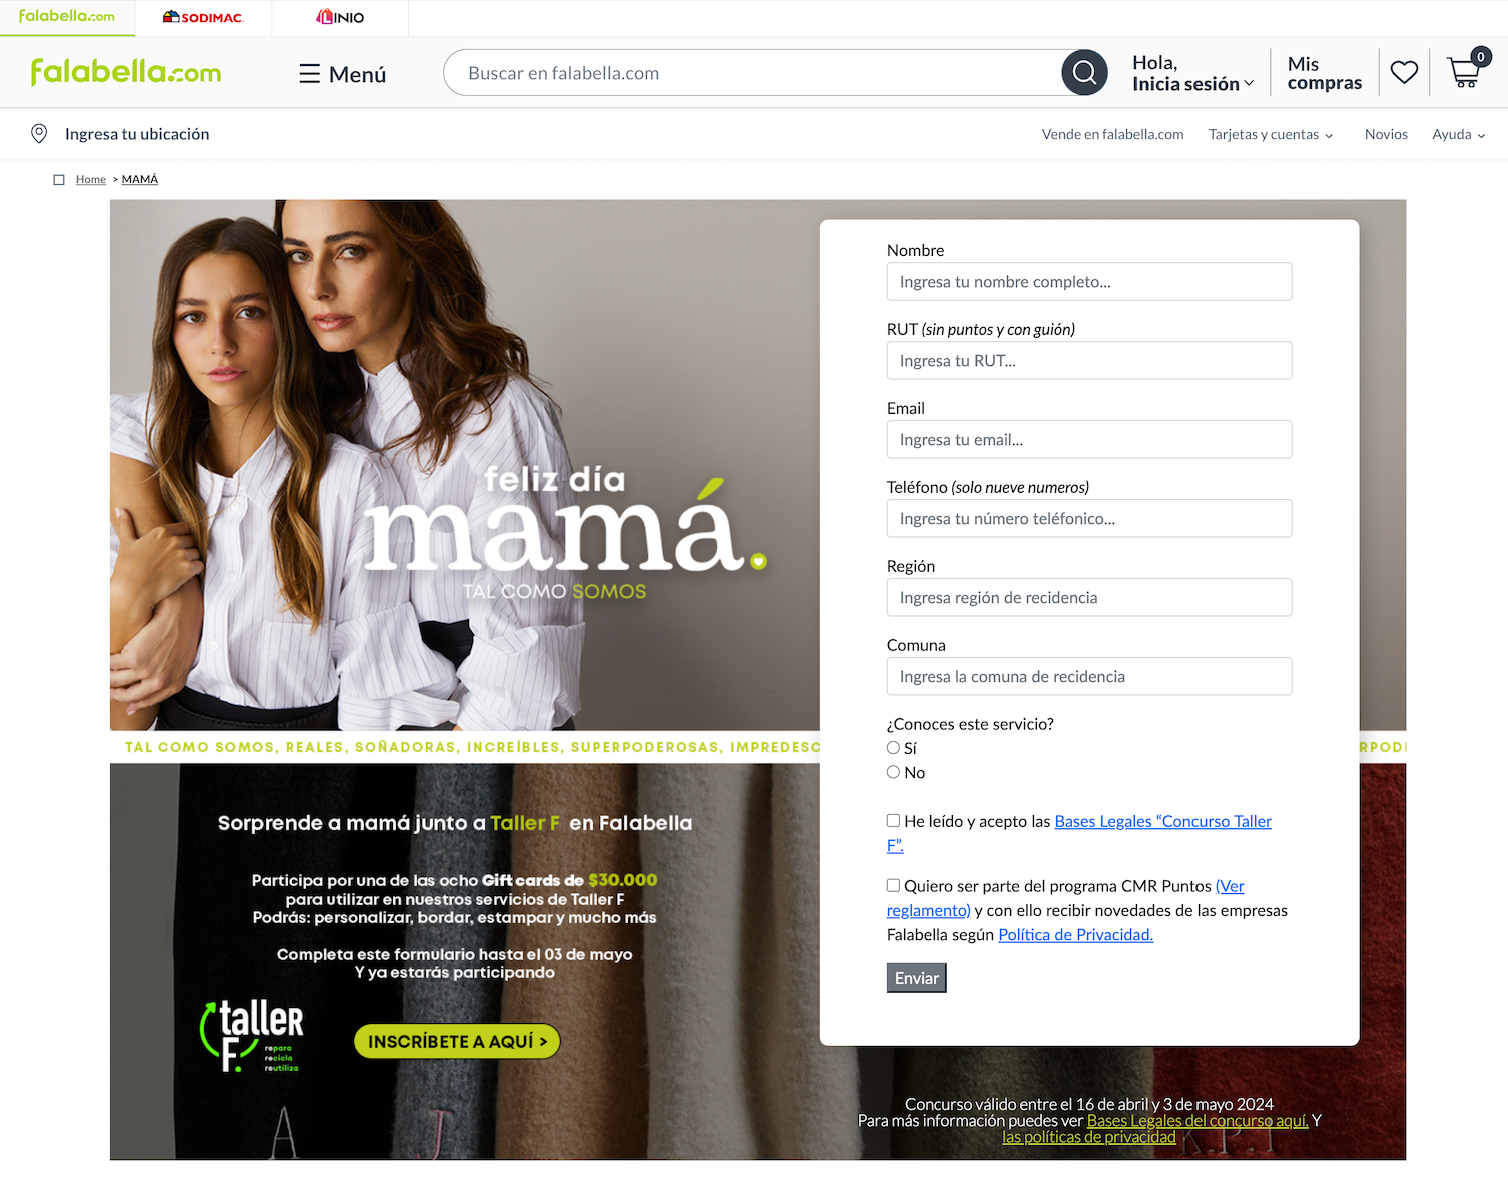 falabella.com
SODIMAC.
LINIO
falabella.com
Menú
Buscar en falabella.com
Hola,
Inicia sesión
Mis
compras
0
Ingresa tu ubicación
Vende en falabella.com
Tarjetas y cuentas
Novios
Ayuda
Home > MAMÁ
feliz día
mamá.
TAL COMO SOMOS
TAL COMO SOMOS, REALES, SOÑADORAS, INCREÍBLES, SUPERPODEROSAS, IMPREDESC
RPODE
Sorprende a mamá junto a Taller F en Falabella
Participa por una de las ocho Gift cards de $30.000
para utilizar en nuestros servicios de Taller F
Podrás: personalizar, bordar, estampar y mucho más
Completa este formulario hasta el 03 de mayo
Y ya estarás participando
taller
F.
repara
recicla
reutiliza
INSCRÍBETE A AQUÍ >
A
J
Nombre
Ingresa tu nombre completo...
RUT (sin puntos y con guión)
Ingresa tu RUT...
Email
Ingresa tu email...
Teléfono (solo nueve numeros)
Ingresa tu número teléfonico...
Región
Ingresa región de recidencia
Comuna
Ingresa la comuna de recidencia
¿Conoces este servicio?
Sí
No
He leído y acepto las Bases Legales “Concurso Taller
F”.
Quiero ser parte del programa CMR Puntos (Ver
reglamento) y con ello recibir novedades de las empresas
Falabella según Política de Privacidad.
Enviar
Concurso válido entre el 16 de abril y 3 de mayo 2024
Para más información puedes ver Bases Legales del concurso aquí. Y
las políticas de privacidad